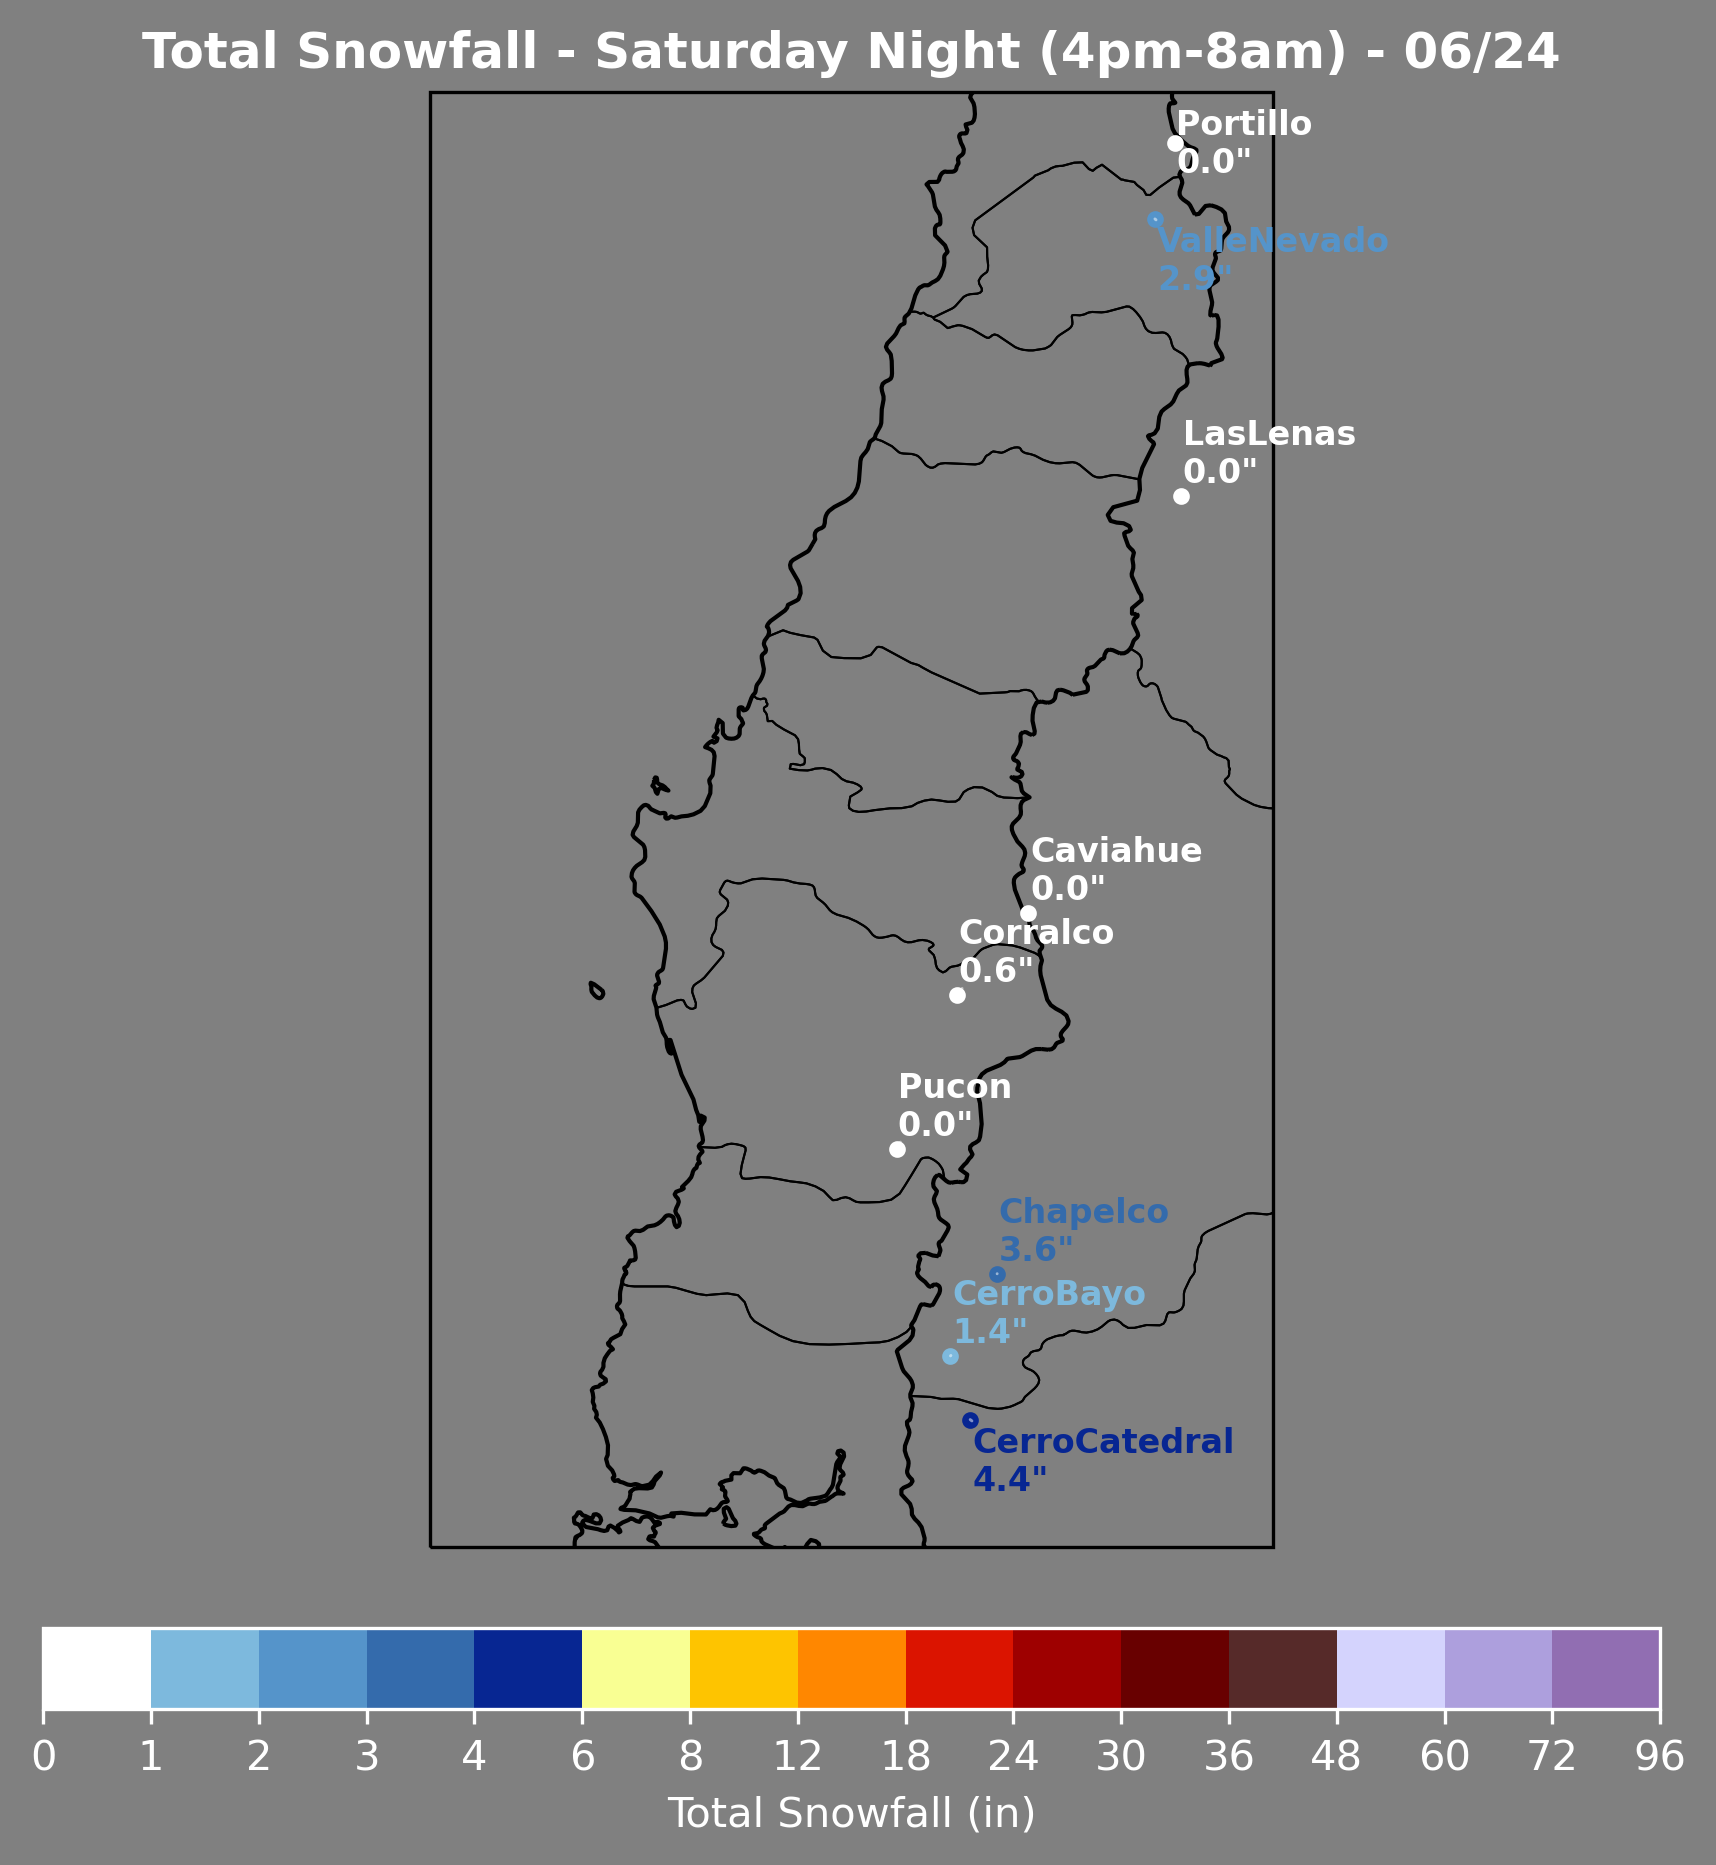 Total Snowfall - Saturday Night (4pm-8am) - 06/24
Portillo
0.0"
ValleNevado
2.9"
LasLenas
0.0"
Caviahue
0.0"
Corralco
0.6"
Pucon
0.0"
Chapelco
3.6"
CerroBayo
1.4"
CerroCatedral
4.4"
0 1 2 3 4 6 8 12 18 24 30 36 48 60 72 96
Total Snowfall (in)